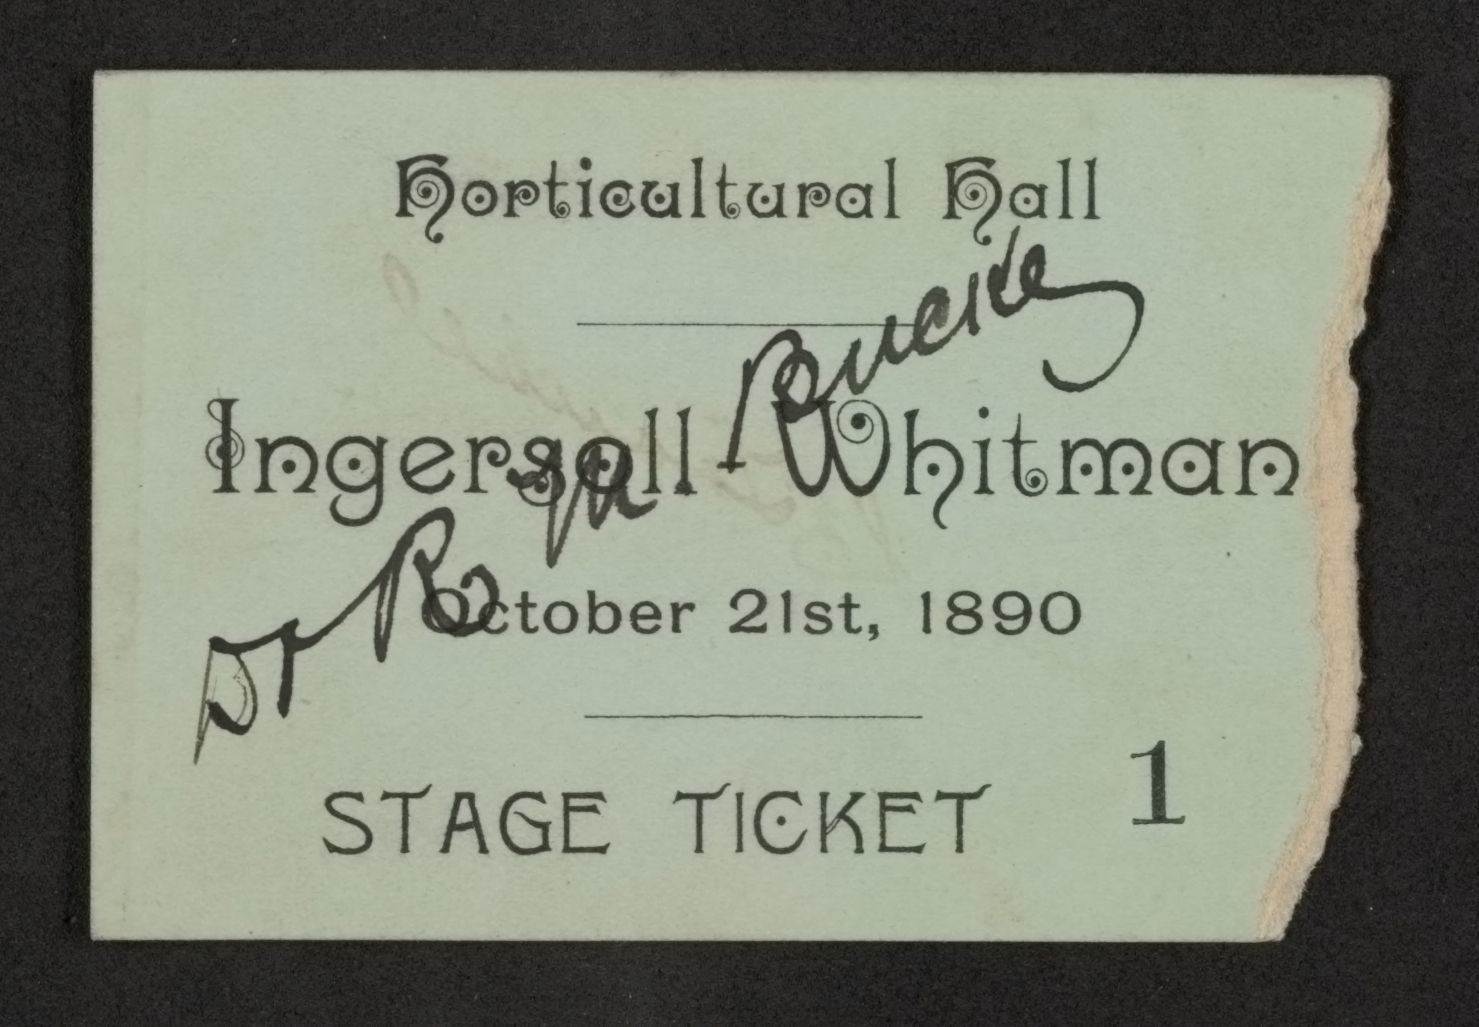 Horticultural Hall
Ingersoll-Whitman
October 21st, 1890
STAGE TICKET 1
Dr R. M Bucke